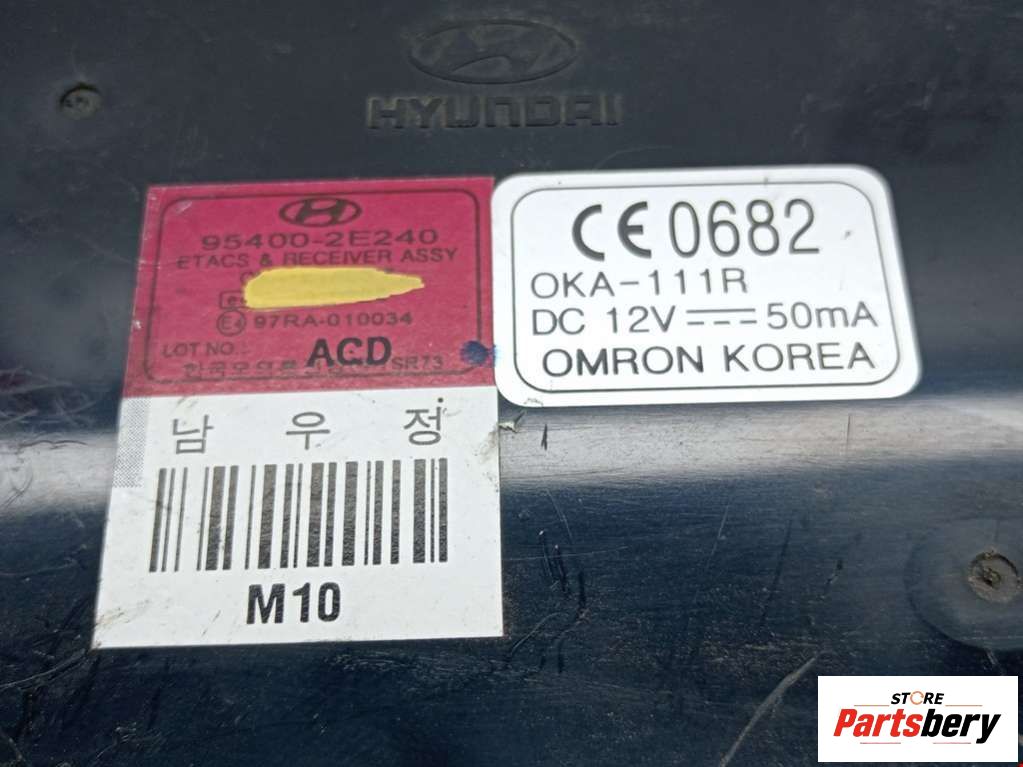 HYUNDAI
95400-2E240
ETACS & RECEIVER ASSY
97RA-010034
LOT NO.: ACD
SR73
남 우 정
M10
CE 0682
OKA-111R
DC 12V 50mA
OMRON KOREA
STORE
Partsbery